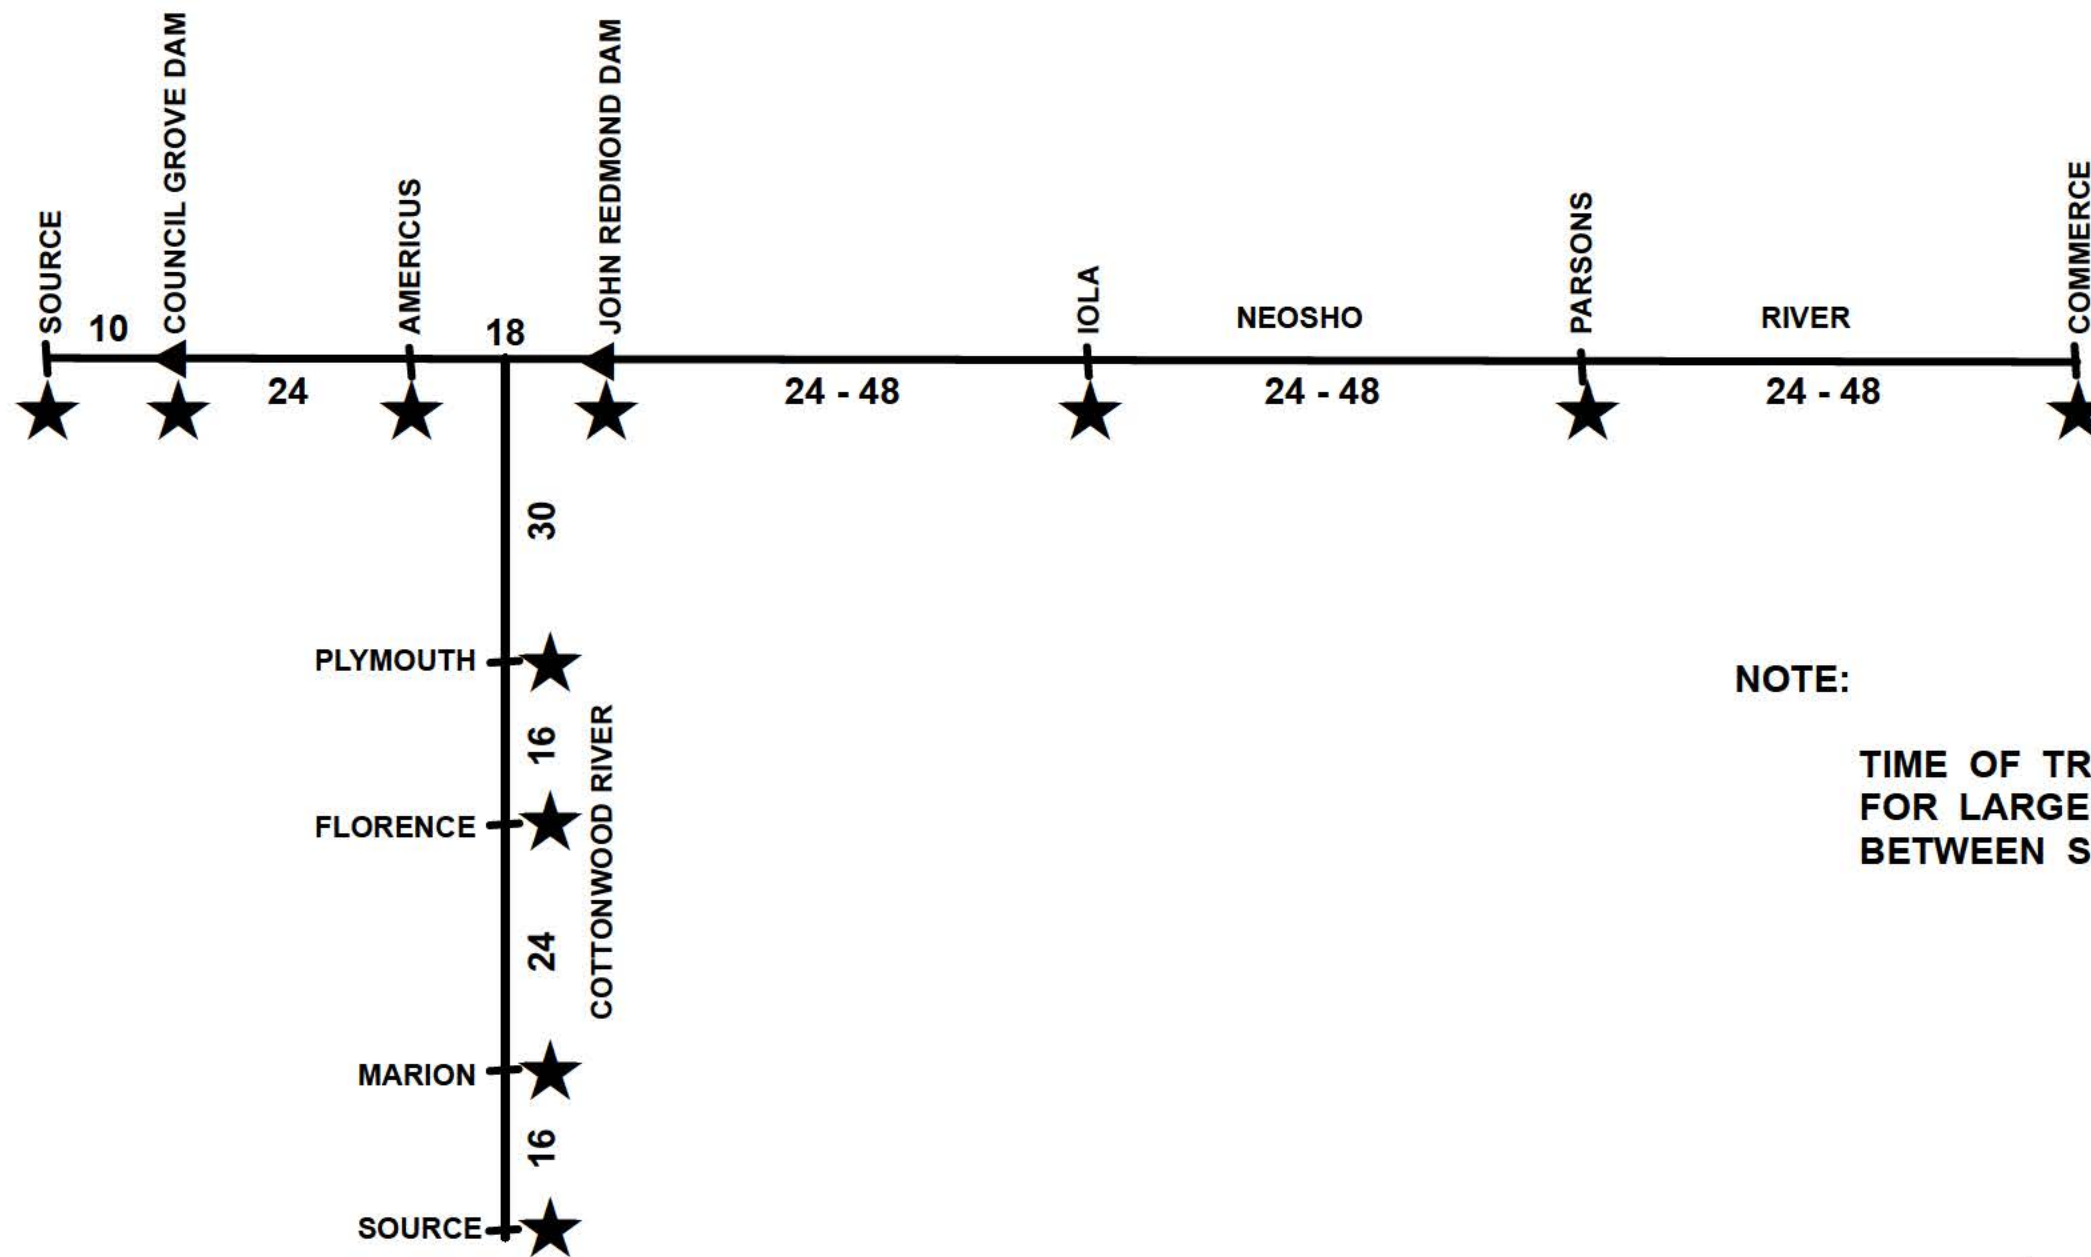 SOURCE
10
COUNCIL GROVE DAM
24
AMERICUS
18
JOHN REDMOND DAM
24 - 48
IOLA
NEOSHO
24 - 48
PARSONS
RIVER
24 - 48
COMMERCE
30
PLYMOUTH
16
COTTONWOOD RIVER
FLORENCE
24
MARION
16
SOURCE
NOTE:
TIME OF TR
FOR LARGE
BETWEEN S